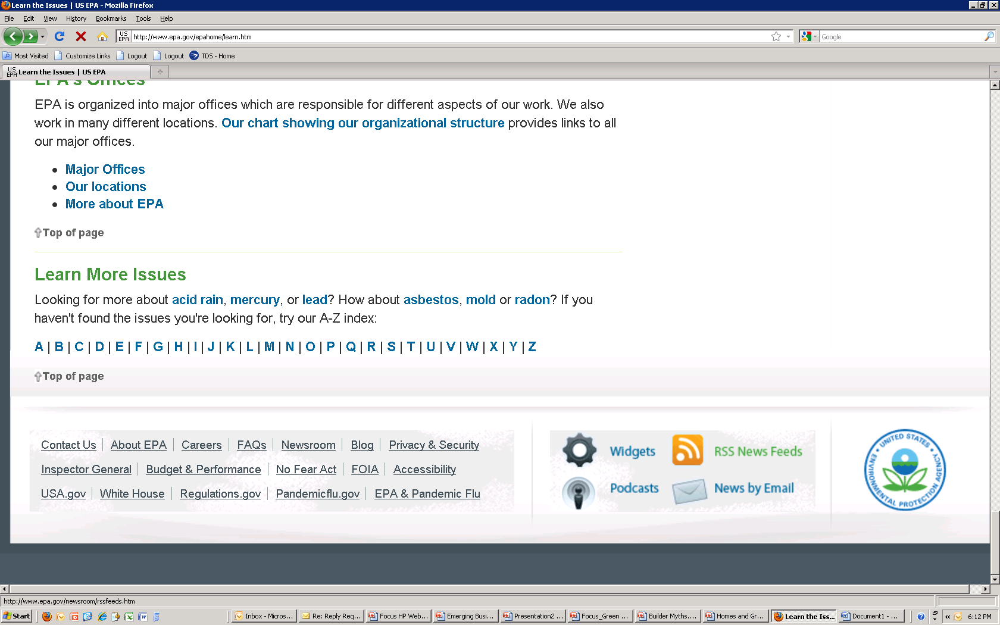 Learn the Issues | US EPA - Mozilla Firefox
File Edit View History Bookmarks Tools Help
US EPA http://www.epa.gov/epahome/learn.htm Google
Most Visited Customize Links Logout Logout TDS - Home
US EPA Learn the Issues | US EPA
EPA's Offices
EPA is organized into major offices which are responsible for different aspects of our work. We also
work in many different locations. Our chart showing our organizational structure provides links to all
our major offices.
• Major Offices
• Our locations
• More about EPA
Top of page
Learn More Issues
Looking for more about acid rain, mercury, or lead? How about asbestos, mold or radon? If you
haven't found the issues you're looking for, try our A-Z index:
A | B | C | D | E | F | G | H | I | J | K | L | M | N | O | P | Q | R | S | T | U | V | W | X | Y | Z
Top of page
Contact Us | About EPA | Careers | FAQs | Newsroom | Blog | Privacy & Security
Inspector General | Budget & Performance | No Fear Act | FOIA | Accessibility
USA.gov | White House | Regulations.gov | Pandemicflu.gov | EPA & Pandemic Flu
Widgets RSS News Feeds
Podcasts News by Email
UNITED STATES ENVIRONMENTAL PROTECTION AGENCY
http://www.epa.gov/newsroom/rssfeeds.htm
Start Inbox - Micros... Re: Reply Req... Focus HP Web... Emerging Busi... Presentation2 ... Focus_Green ... Builder Myths.... Homes and Gr... Learn the Iss... Document1 - ... « 6:12 PM